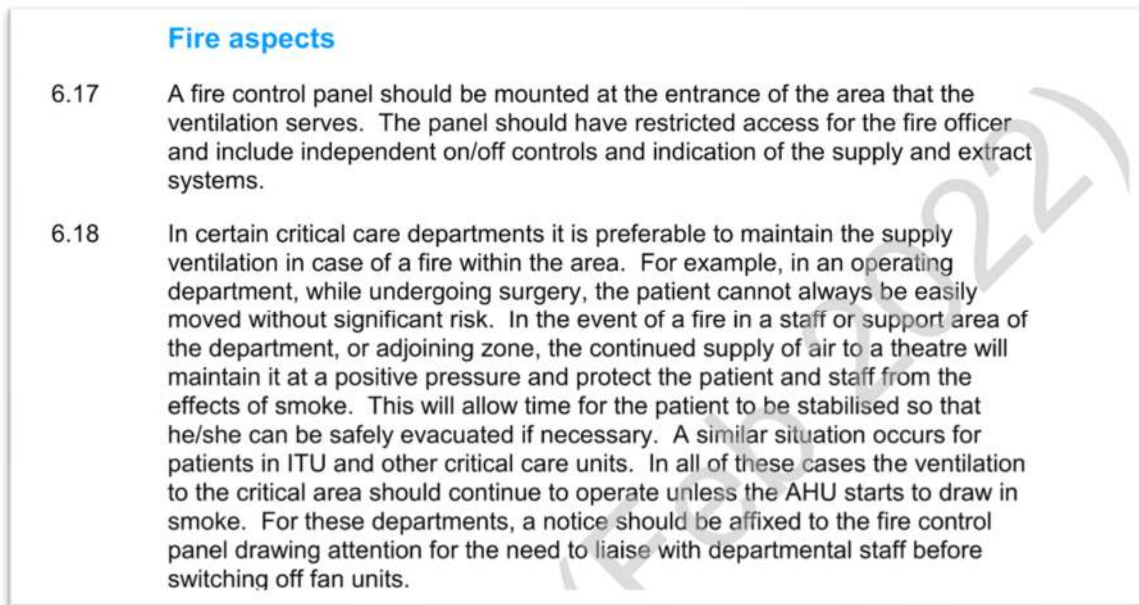 Fire aspects
6.17 A fire control panel should be mounted at the entrance of the area that the
ventilation serves. The panel should have restricted access for the fire officer
and include independent on/off controls and indication of the supply and extract
systems.
6.18 In certain critical care departments it is preferable to maintain the supply
ventilation in case of a fire within the area. For example, in an operating
department, while undergoing surgery, the patient cannot always be easily
moved without significant risk. In the event of a fire in a staff or support area of
the department, or adjoining zone, the continued supply of air to a theatre will
maintain it at a positive pressure and protect the patient and staff from the
effects of smoke. This will allow time for the patient to be stabilised so that
he/she can be safely evacuated if necessary. A similar situation occurs for
patients in ITU and other critical care units. In all of these cases the ventilation
to the critical area should continue to operate unless the AHU starts to draw in
smoke. For these departments, a notice should be affixed to the fire control
panel drawing attention for the need to liaise with departmental staff before
switching off fan units.
(Feb 2022)